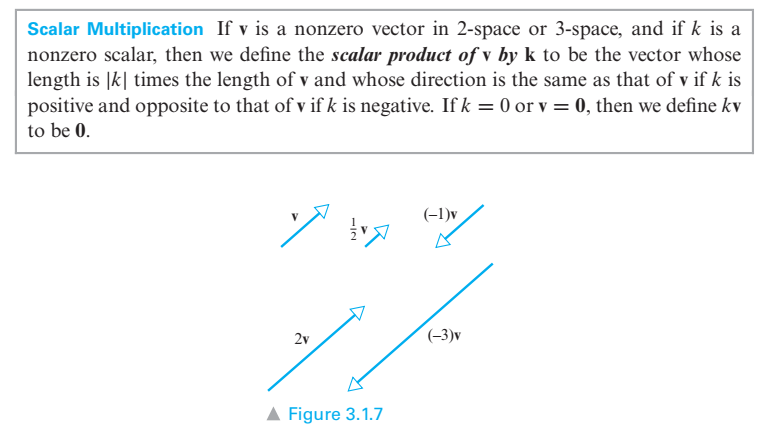 Scalar Multiplication If v is a nonzero vector in 2-space or 3-space, and if k is a
nonzero scalar, then we define the scalar product of v by k to be the vector whose
length is |k| times the length of v and whose direction is the same as that of v if k is
positive and opposite to that of v if k is negative. If k = 0 or v = 0, then we define kv
to be 0.
v
½v
(–1)v
2v
(–3)v
▲ Figure 3.1.7